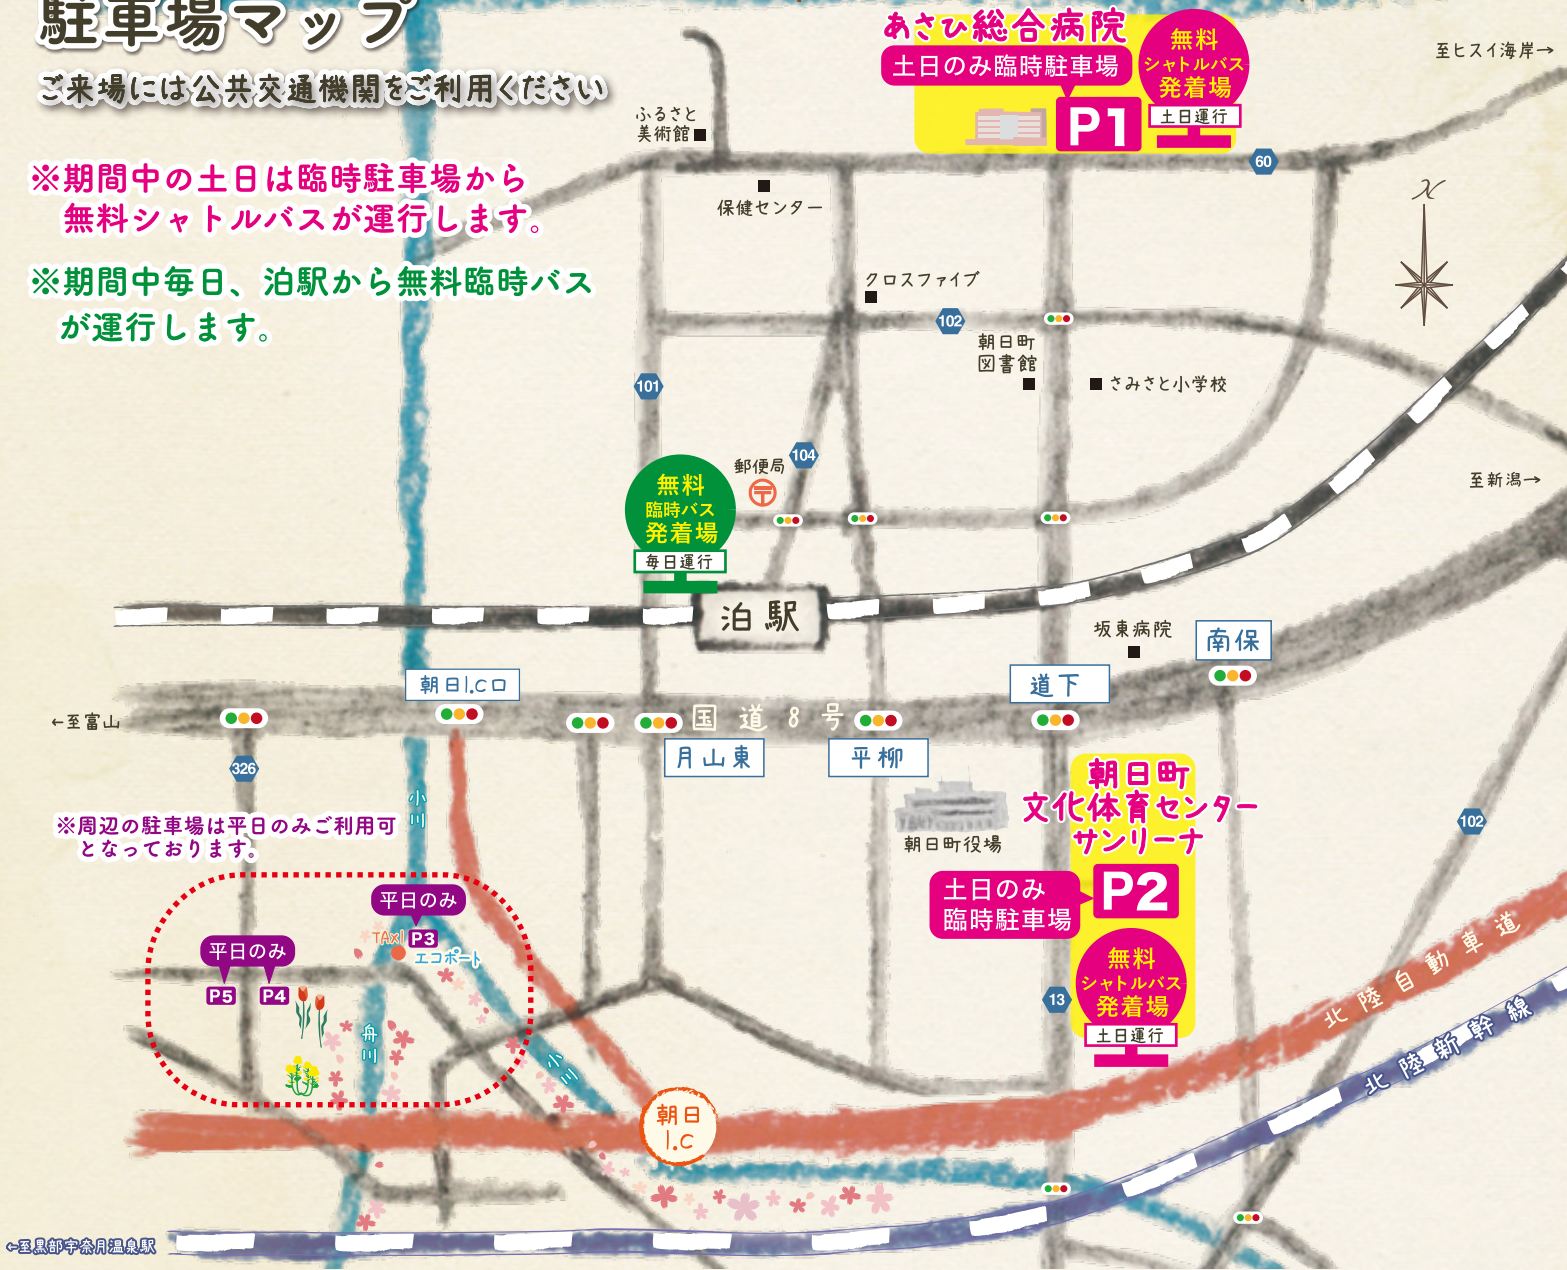 駐車場マップ
ご来場には公共交通機関をご利用ください
※期間中の土日は臨時駐車場から
無料シャトルバスが運行します。
※期間中毎日、泊駅から無料臨時バス
が運行します。
あさひ総合病院
土日のみ臨時駐車場
P1
無料
シャトルバス
発着場
土日運行
至ヒスイ海岸→
ふるさと
美術館
保健センター
60
クロスファイブ
102
朝日町
図書館
さみさと小学校
101
104
郵便局
無料
臨時バス
発着場
毎日運行
至新潟→
泊駅
坂東病院
南保
朝日I.C口
道下
←至富山
国道8号
月山東
平柳
326
小川
朝日町役場
朝日町
文化体育センター
サンリーナ
P2
土日のみ
臨時駐車場
無料
シャトルバス
発着場
土日運行
13
102
※周辺の駐車場は平日のみご利用可
となっております。
平日のみ
P3
TAXI
エコポート
平日のみ
P5
P4
舟川
小川
朝日
I.C
北陸自動車道
北陸新幹線
←至黒部宇奈月温泉駅